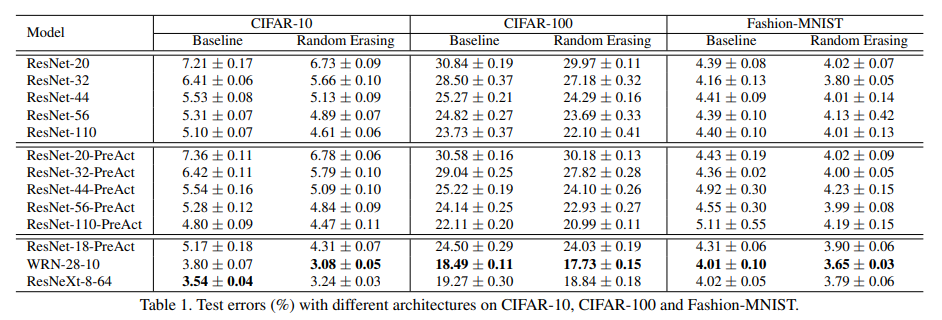 Model CIFAR-10 CIFAR-100 Fashion-MNIST
Baseline Random Erasing Baseline Random Erasing Baseline Random Erasing
ResNet-20 7.21 ± 0.17 6.73 ± 0.09 30.84 ± 0.19 29.97 ± 0.11 4.39 ± 0.08 4.02 ± 0.07
ResNet-32 6.41 ± 0.06 5.66 ± 0.10 28.50 ± 0.37 27.18 ± 0.32 4.16 ± 0.13 3.80 ± 0.05
ResNet-44 5.53 ± 0.08 5.13 ± 0.09 25.27 ± 0.21 24.29 ± 0.16 4.41 ± 0.09 4.01 ± 0.14
ResNet-56 5.31 ± 0.07 4.89 ± 0.07 24.82 ± 0.27 23.69 ± 0.33 4.39 ± 0.10 4.13 ± 0.42
ResNet-110 5.10 ± 0.07 4.61 ± 0.06 23.73 ± 0.37 22.10 ± 0.41 4.40 ± 0.10 4.01 ± 0.13
ResNet-20-PreAct 7.36 ± 0.11 6.78 ± 0.06 30.58 ± 0.16 30.18 ± 0.13 4.43 ± 0.19 4.02 ± 0.09
ResNet-32-PreAct 6.42 ± 0.11 5.79 ± 0.10 29.04 ± 0.25 27.82 ± 0.28 4.36 ± 0.02 4.00 ± 0.05
ResNet-44-PreAct 5.54 ± 0.16 5.09 ± 0.10 25.22 ± 0.19 24.10 ± 0.26 4.92 ± 0.30 4.23 ± 0.15
ResNet-56-PreAct 5.28 ± 0.12 4.84 ± 0.09 24.14 ± 0.25 22.93 ± 0.27 4.55 ± 0.30 3.99 ± 0.08
ResNet-110-PreAct 4.80 ± 0.09 4.47 ± 0.11 22.11 ± 0.20 20.99 ± 0.11 5.11 ± 0.55 4.19 ± 0.15
ResNet-18-PreAct 5.17 ± 0.18 4.31 ± 0.07 24.50 ± 0.29 24.03 ± 0.19 4.31 ± 0.06 3.90 ± 0.06
WRN-28-10 3.80 ± 0.07 3.08 ± 0.05 18.49 ± 0.11 17.73 ± 0.15 4.01 ± 0.10 3.65 ± 0.03
ResNeXt-8-64 3.54 ± 0.04 3.24 ± 0.03 19.27 ± 0.30 18.84 ± 0.18 4.02 ± 0.05 3.79 ± 0.06
Table 1. Test errors (%) with different architectures on CIFAR-10, CIFAR-100 and Fashion-MNIST.